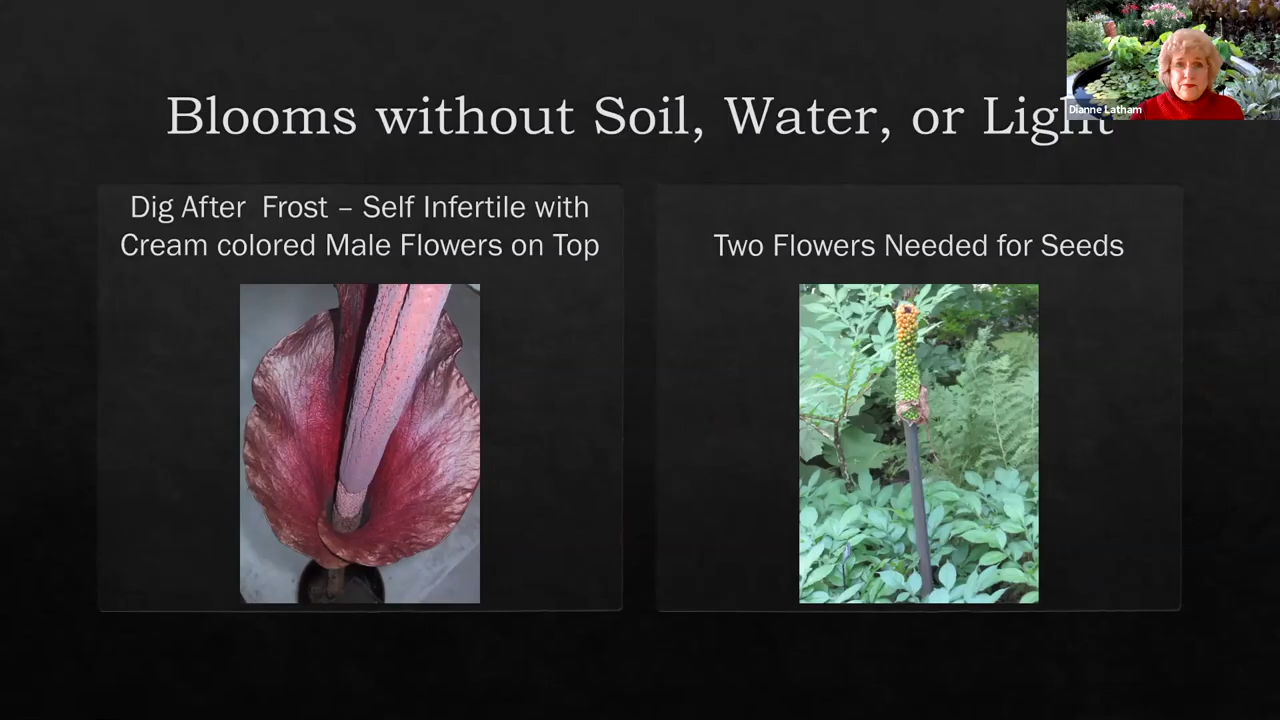 Dianne Latham
Blooms without Soil, Water, or Light
Dig After Frost – Self Infertile with
Cream colored Male Flowers on Top
Two Flowers Needed for Seeds